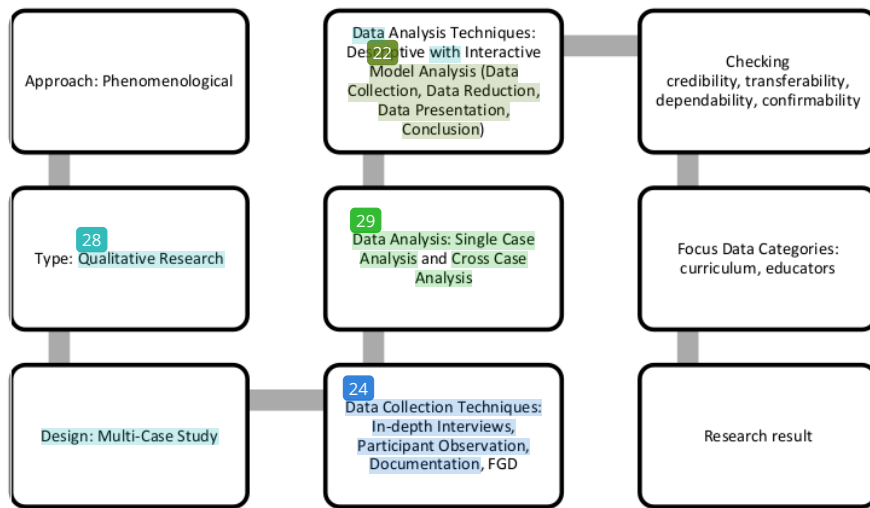 Approach: Phenomenological
28
Type: Qualitative Research
Design: Multi-Case Study
24
Data Collection Techniques:
In-depth Interviews,
Participant Observation,
Documentation, FGD
29
Data Analysis: Single Case
Analysis and Cross Case
Analysis
Data Analysis Techniques:
22
with Interactive
Model Analysis (Data
Collection, Data Reduction,
Data Presentation,
Conclusion)
Checking
credibility, transferability,
dependability, confirmability
Focus Data Categories:
curriculum, educators
Research result